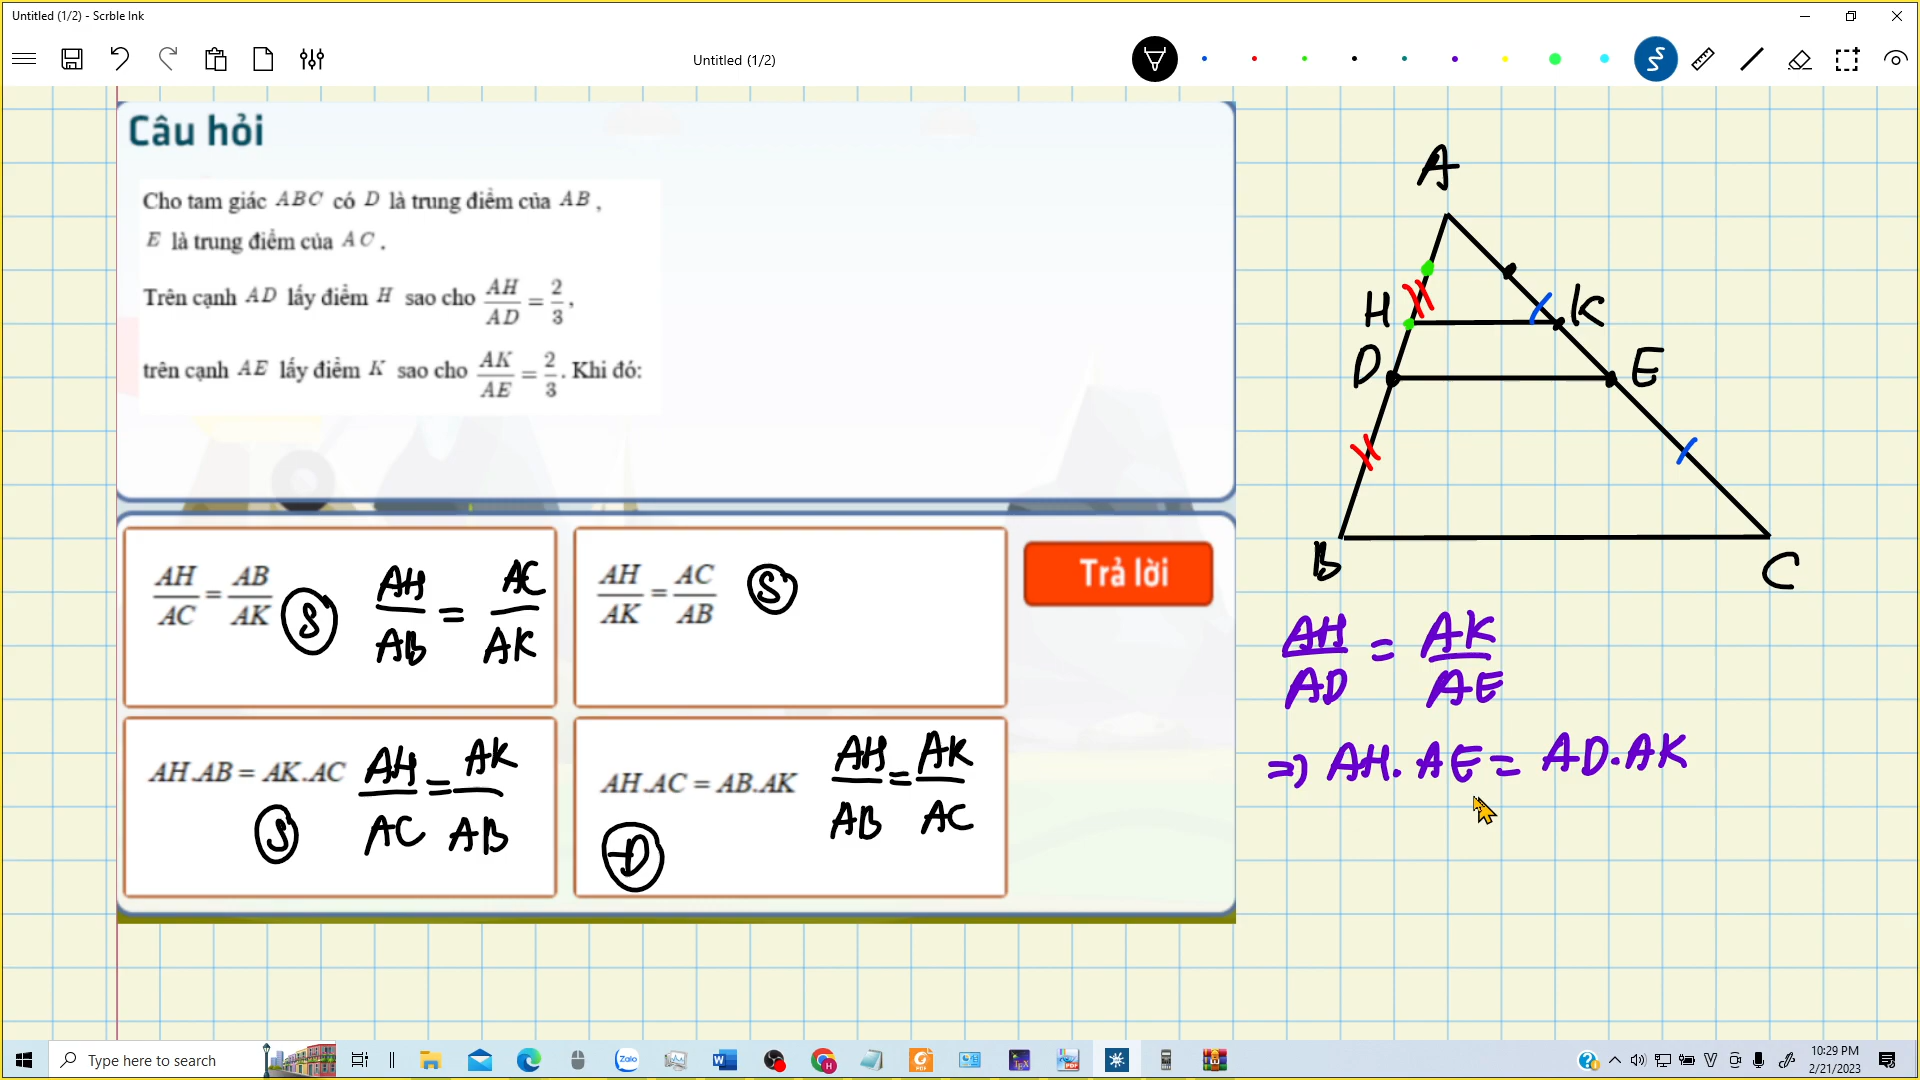 Untitled (1/2) - Scrble Ink
Untitled (1/2)
Câu hỏi
Cho tam giác ABC có D là trung điểm của AB,
E là trung điểm của AC.
Trên cạnh AD lấy điểm H sao cho AH/AD = 2/3,
trên cạnh AE lấy điểm K sao cho AK/AE = 2/3. Khi đó:
AH/AC = AB/AK (S) AH/AB = AC/AK
AH/AK = AC/AB (S)
Trả lời
AH.AB = AK.AC (S) AH/AC = AK/AB
AH.AC = AB.AK (Đ) AH/AB = AK/AC
A
H K
D E
B C
AH/AD = AK/AE
=> AH.AE = AD.AK
Type here to search
Zalo
10:29 PM
2/21/2023